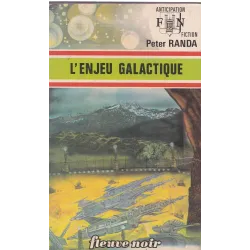 ANTICIPATION
FN
FICTION
Peter RANDA
L'ENJEU GALACTIQUE
fleuve noir